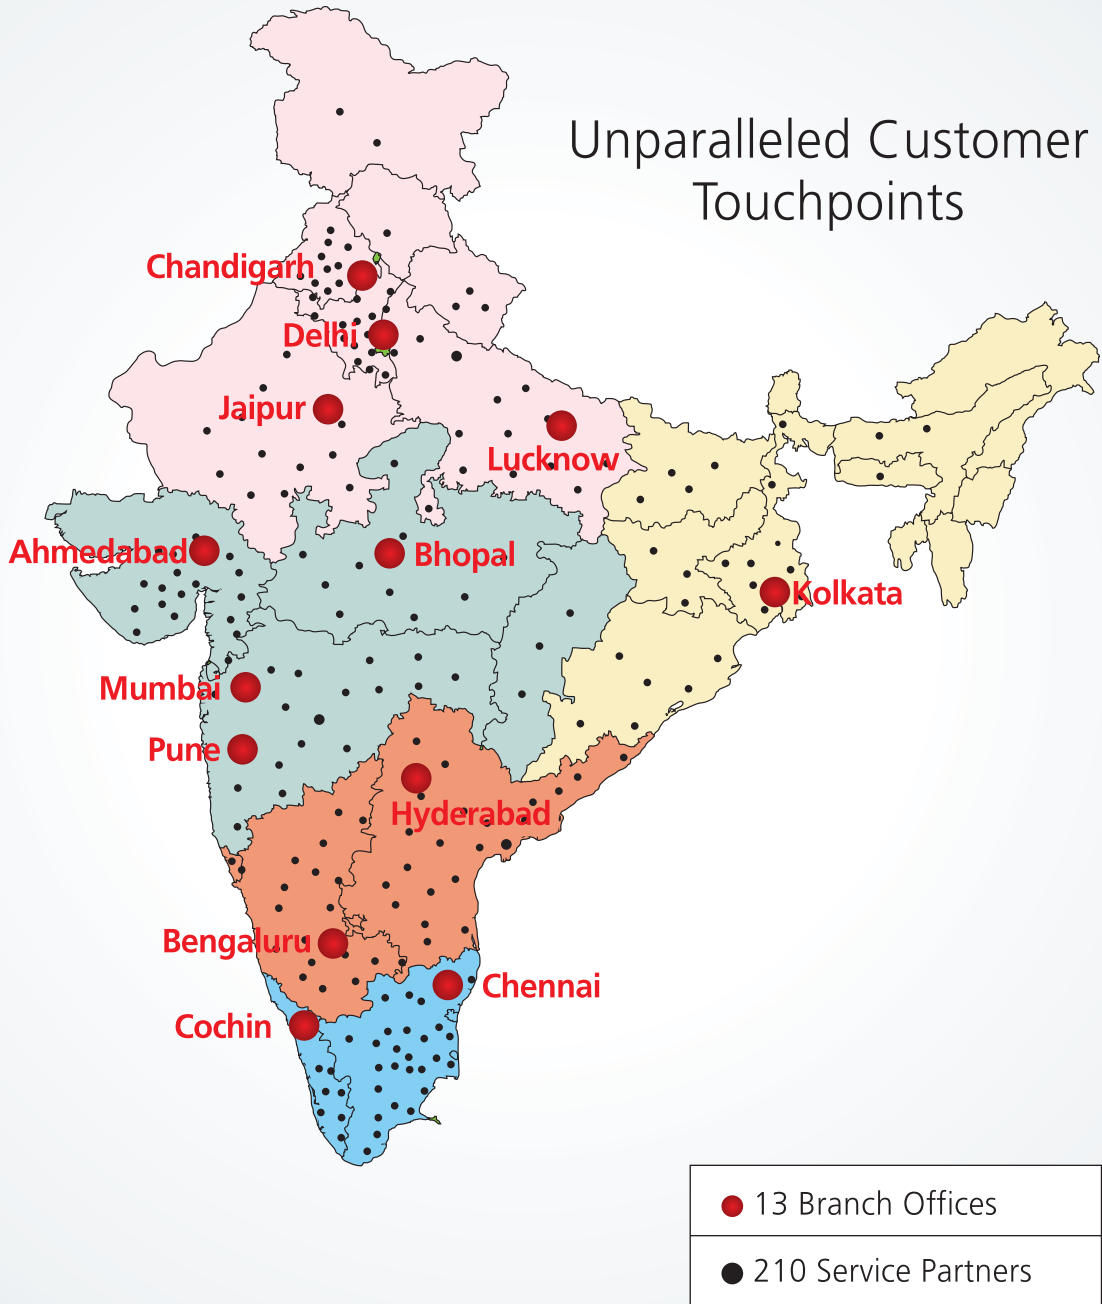 Unparalleled Customer
Touchpoints
Chandigarh
Delhi
Jaipur
Lucknow
Ahmedabad
Bhopal
Kolkata
Mumbai
Pune
Hyderabad
Bengaluru
Chennai
Cochin
13 Branch Offices
210 Service Partners